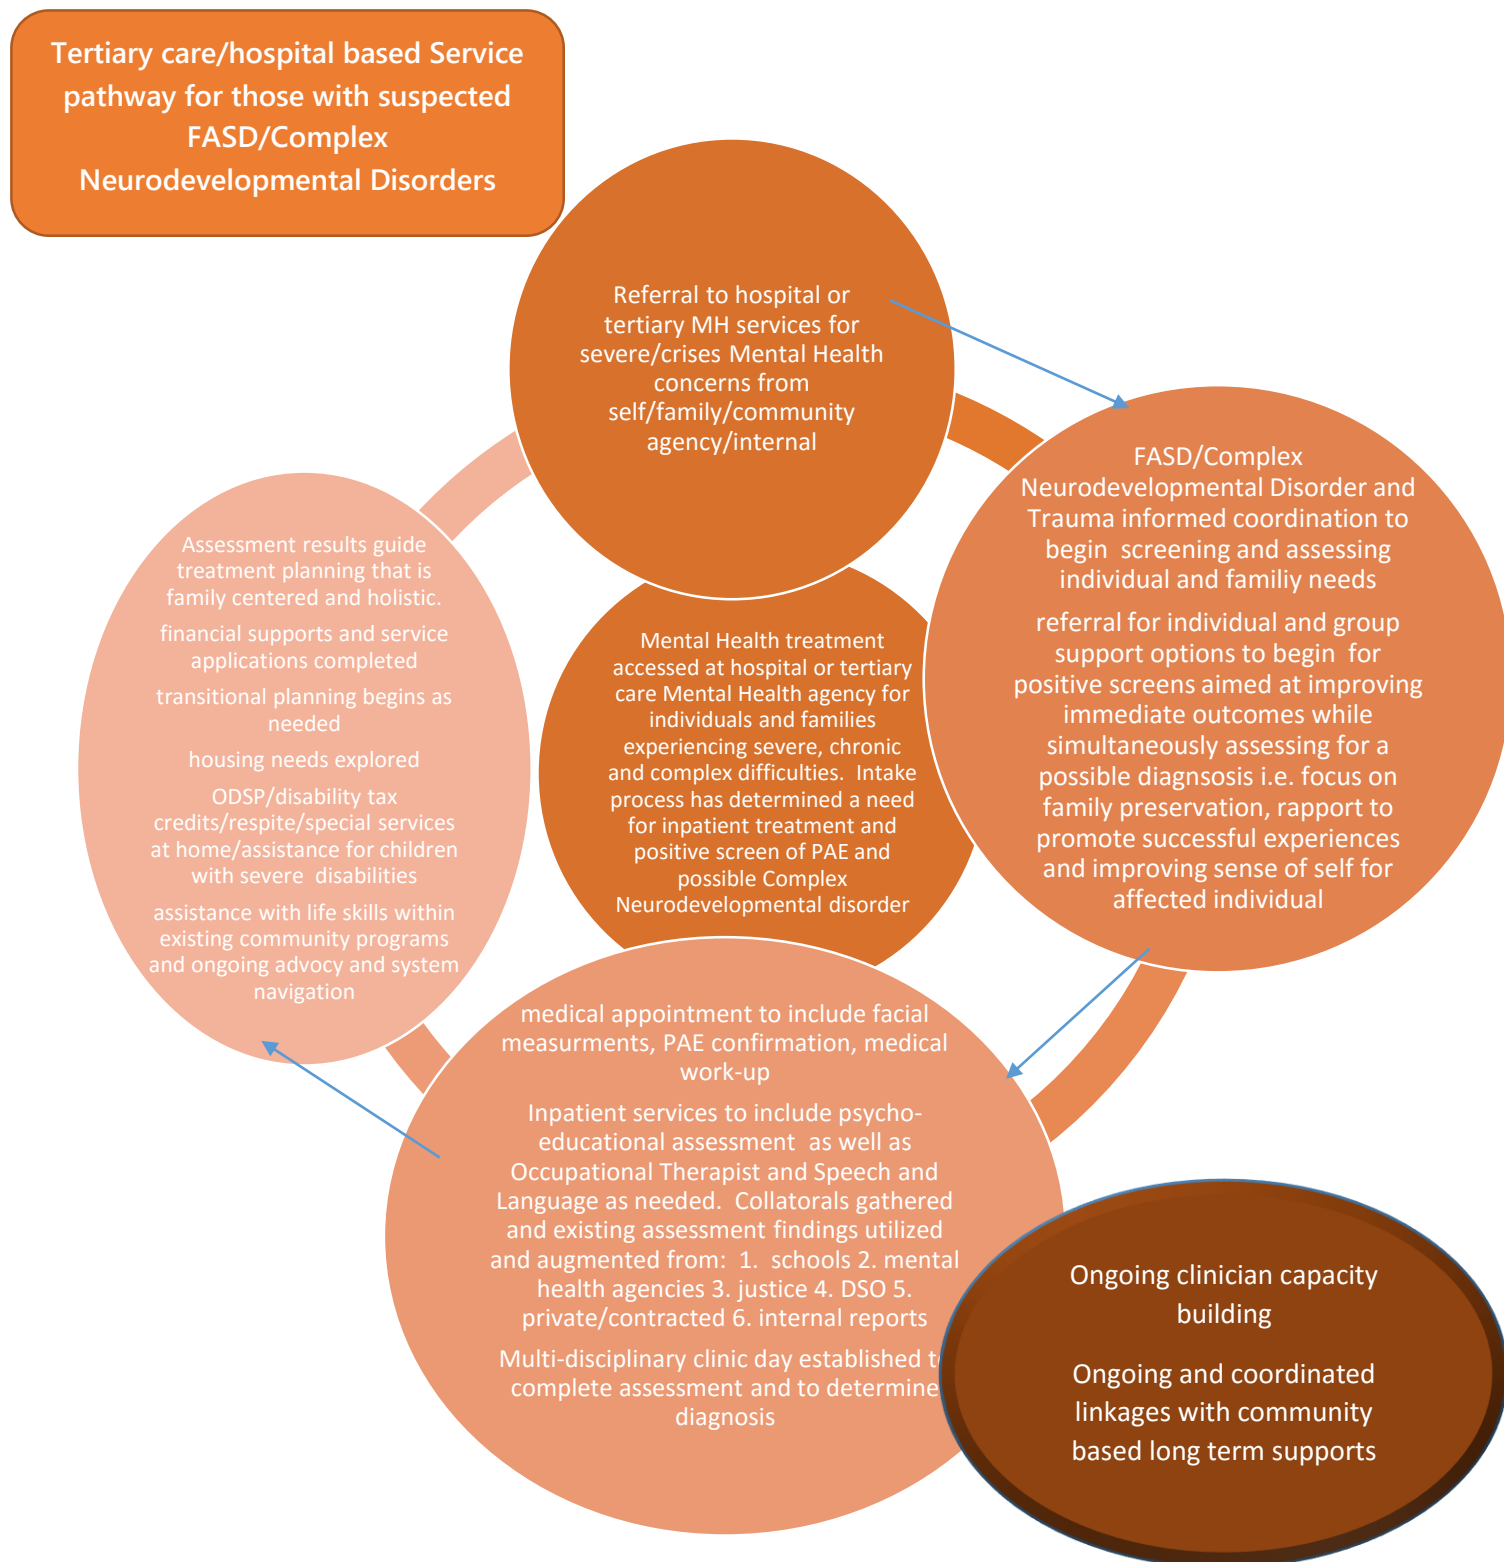 Tertiary care/hospital based Service
pathway for those with suspected
FASD/Complex
Neurodevelopmental Disorders
Referral to hospital or
tertiary MH services for
severe/crises Mental Health
concerns from
self/family/community
agency/internal
FASD/Complex
Neurodevelopmental Disorder and
Trauma informed coordination to
begin screening and assessing
individual and familiy needs
referral for individual and group
support options to begin for
positive screens aimed at improving
immediate outcomes while
simultaneously assessing for a
possible diagnsosis i.e. focus on
family preservation, rapport to
promote successful experiences
and improving sense of self for
affected individual
Mental Health treatment
accessed at hospital or tertiary
care Mental Health agency for
individuals and families
experiencing severe, chronic
and complex difficulties. Intake
process has determined a need
for inpatient treatment and
positive screen of PAE and
possible Complex
Neurodevelopmental disorder
Assessment results guide
treatment planning that is
family centered and holistic.
financial supports and service
applications completed
transitional planning begins as
needed
housing needs explored
ODSP/disability tax
credits/respite/special services
at home/assistance for children
with severe disabilities
assistance with life skills within
existing community programs
and ongoing advocy and system
navigation
medical appointment to include facial
measurments, PAE confirmation, medical
work-up
Inpatient services to include psycho-
educational assessment as well as
Occupational Therapist and Speech and
Language as needed. Collatorals gathered
and existing assessment findings utilized
and augmented from: 1. schools 2. mental
health agencies 3. justice 4. DSO 5.
private/contracted 6. internal reports
Multi-disciplinary clinic day established t
complete assessment and to determine
diagnosis
Ongoing clinician capacity
building
Ongoing and coordinated
linkages with community
based long term supports